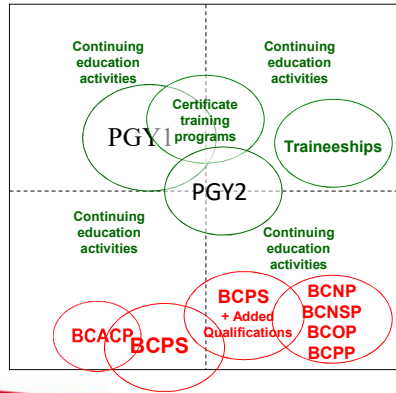 Continuing
education
activities
Continuing
education
activities
PGY1
Certificate
training
programs
Traineeships
PGY2
Continuing
education
activities
Continuing
education
activities
BCACP
BCPS
BCPS
+ Added
Qualifications
BCNP
BCNSP
BCOP
BCPP